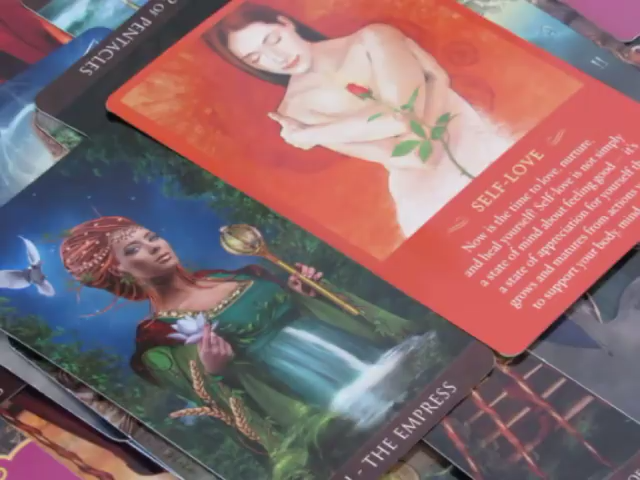 OF PENTACLES
SELF-LOVE
Now is the time to love, nurture,
and heal yourself! Self-love is not simply
a state of mind about feeling good
it's
a state of appreciation for yourself
grows and matures from actions
to support your body,
- THE EMPRESS